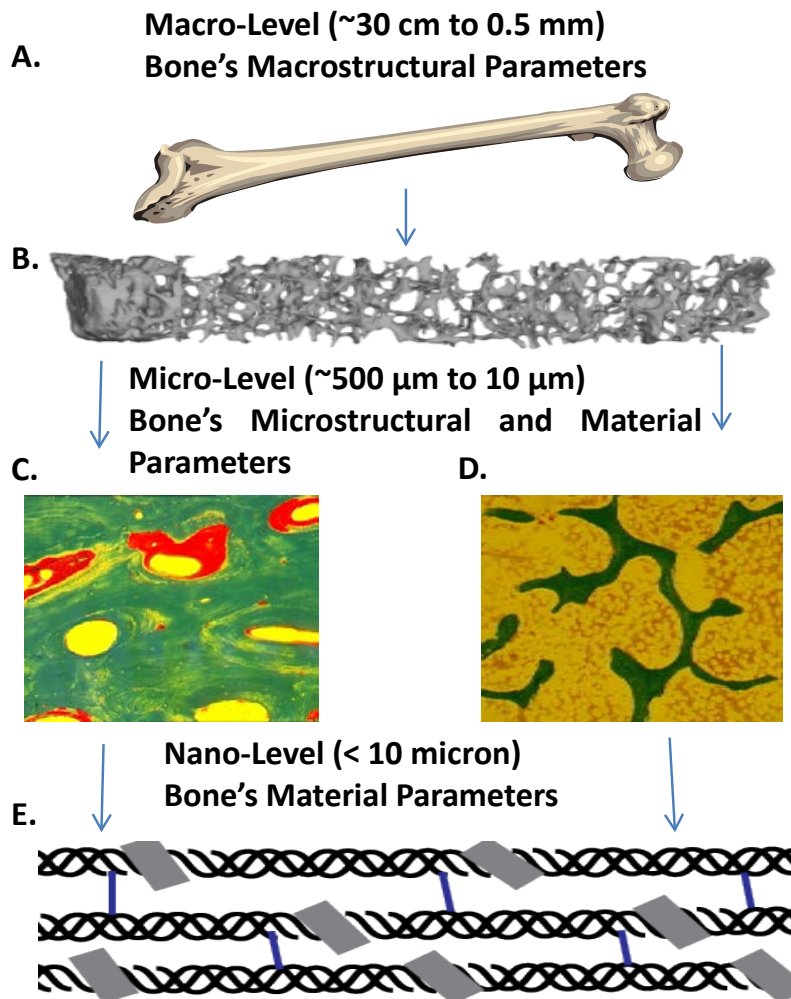 Macro-Level (~30 cm to 0.5 mm)
A.
Bone's Macrostructural Parameters
B.
Micro-Level (~500 µm to 10 µm)
Bone's Microstructural and Material
Parameters
C.
D.
Nano-Level (< 10 micron)
Bone's Material Parameters
E.